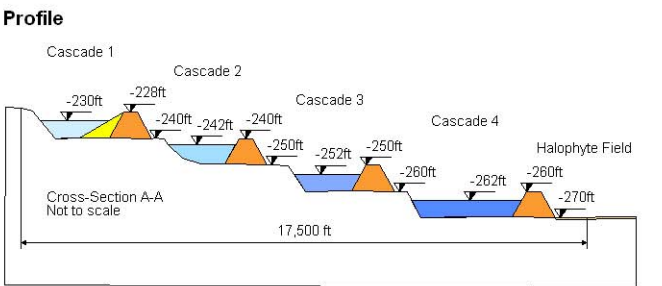 Profile
Cascade 1
Cascade 2
Cascade 3
Cascade 4
Halophyte Field
-230ft
-228ft
-240ft
-242ft
-240ft
-250ft
-252ft
-250ft
-260ft
-262ft
-260ft
-270ft
Cross-Section A-A
Not to scale
17,500 ft